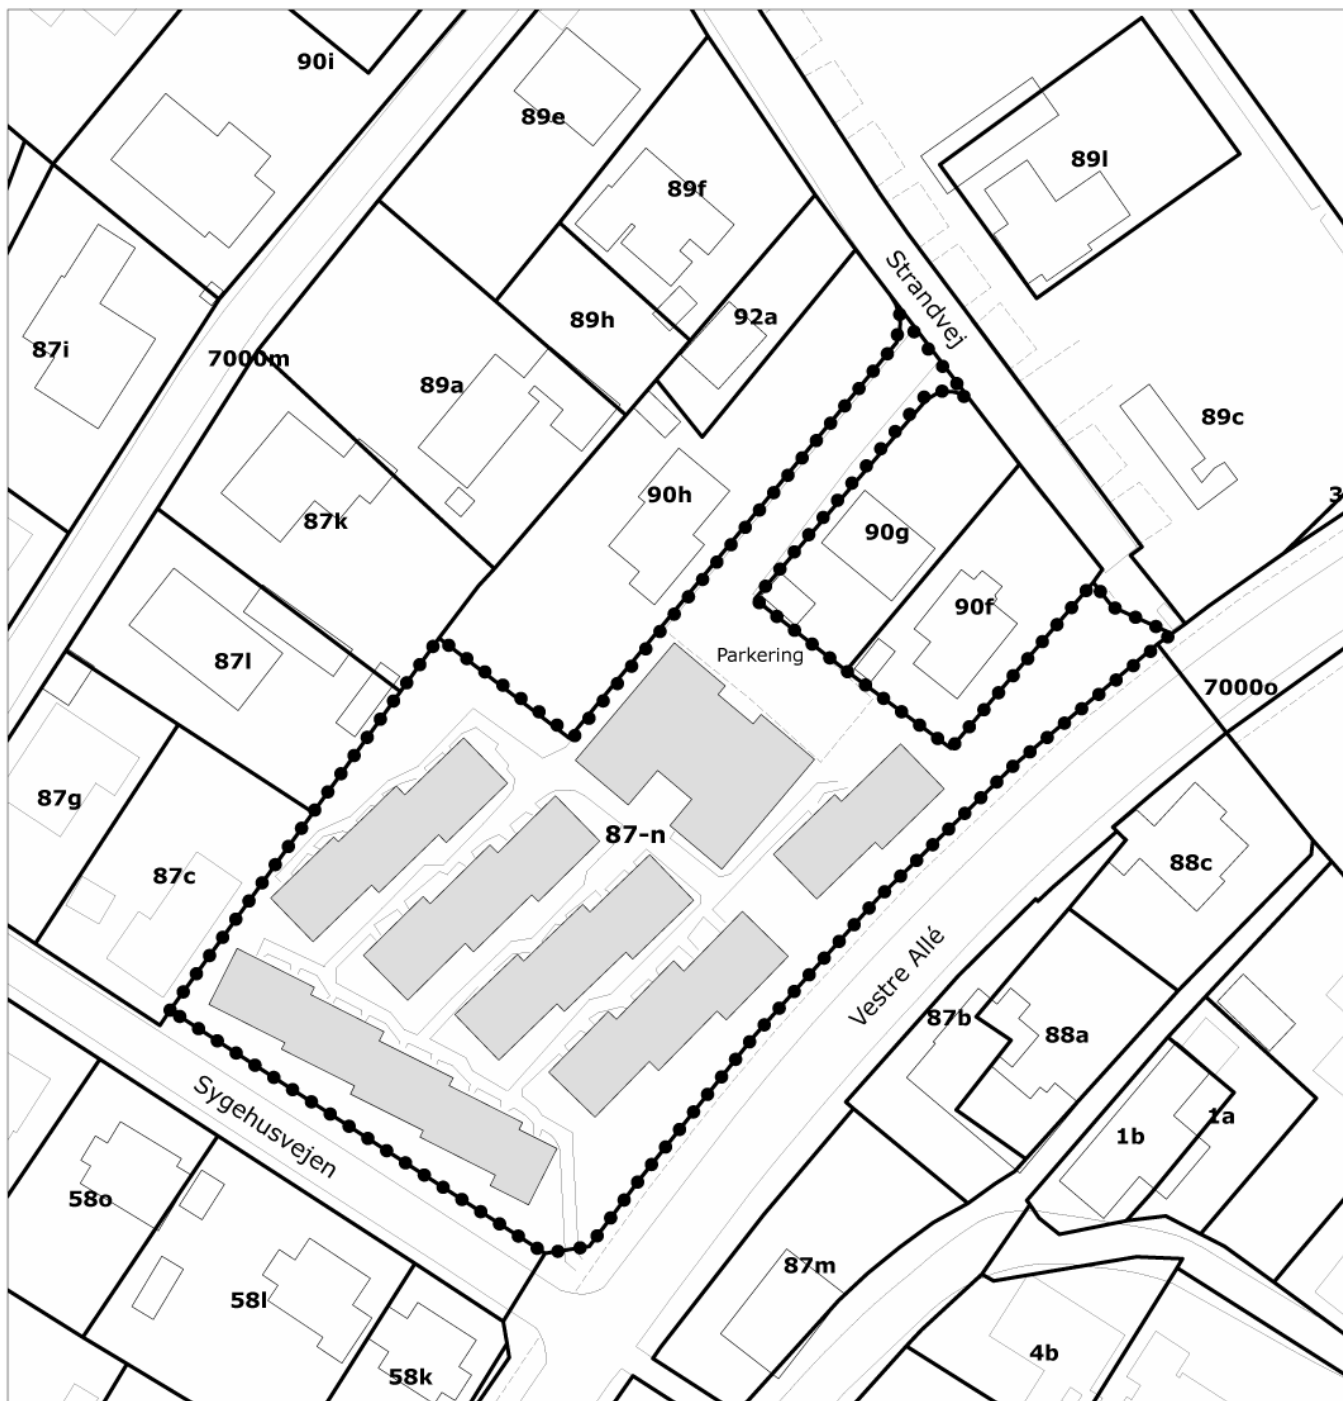 90i
89e
89l
89f
Strandvej
89h
92a
87i
7000m
89a
89c
90h
3
87k
90g
90f
Parkering
87l
7000o
87g
87-n
88c
87c
Vestre Allé
87b
88a
1a
1b
Sygehusvejen
58o
87m
58l
4b
58k